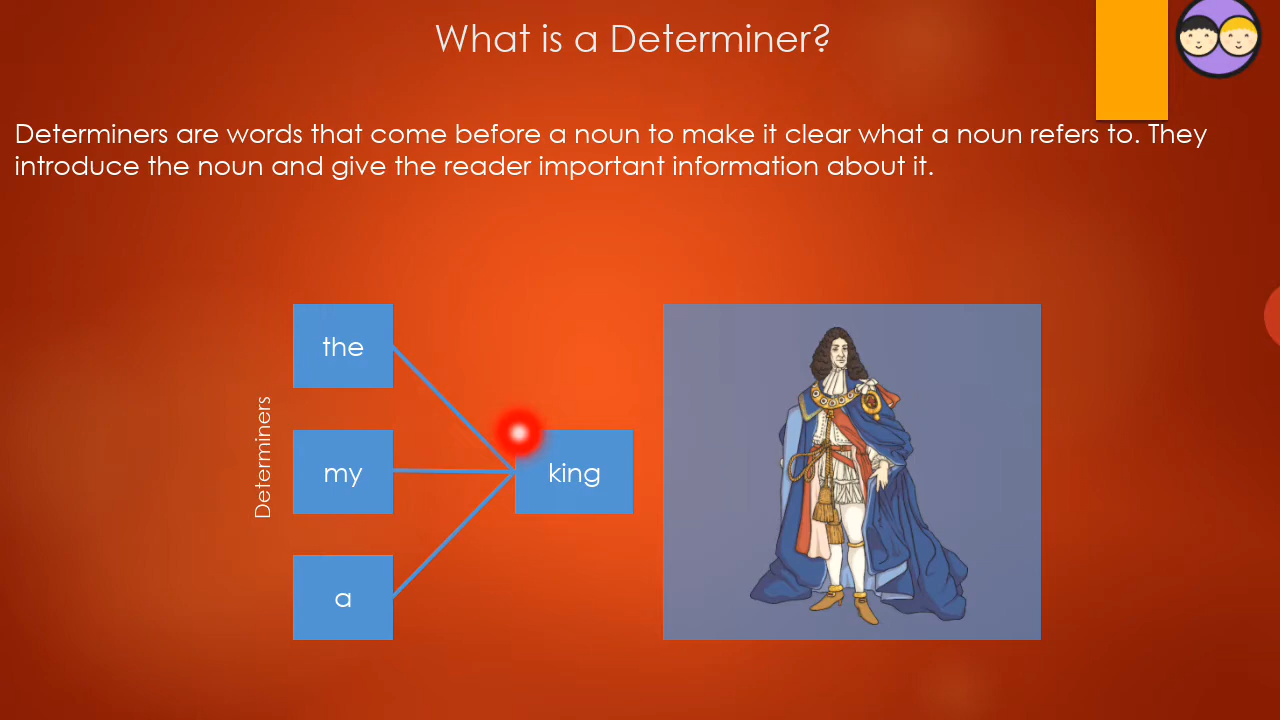 What is a Determiner?
Determiners are words that come before a noun to make it clear what a noun refers to. They
introduce the noun and give the reader important information about it.
the
Determiners
my
king
a